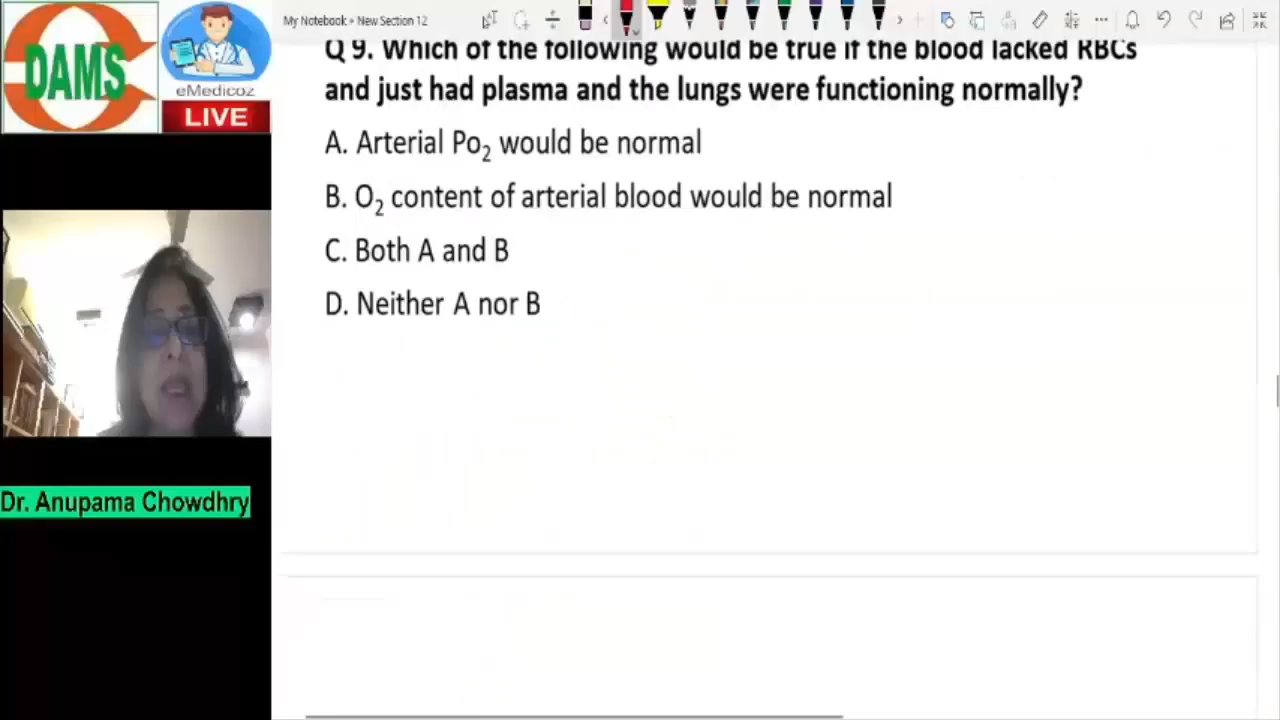 DAMS
eMedicoz
LIVE
My Notebook » New Section 12
Q 9. Which of the following would be true if the blood lacked RBCs
and just had plasma and the lungs were functioning normally?
A. Arterial Po₂ would be normal
B. O₂ content of arterial blood would be normal
C. Both A and B
D. Neither A nor B
Dr. Anupama Chowdhry